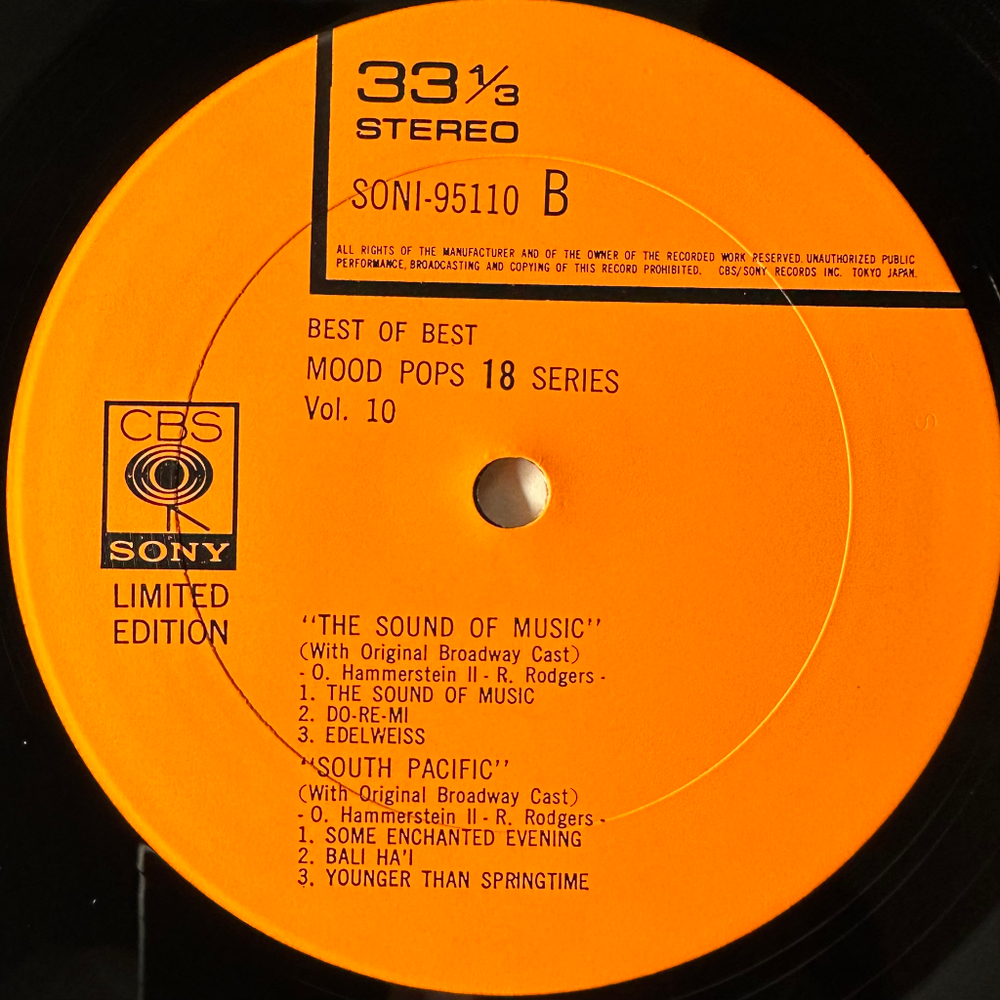 33 1/3
STEREO
SONI-95110 B
ALL RIGHTS OF THE MANUFACTURER AND OF THE OWNER OF THE RECORDED WORK RESERVED. UNAUTHORIZED PUBLIC
PERFORMANCE, BROADCASTING AND COPYING OF THIS RECORD PROHIBITED. CBS/SONY RECORDS INC. TOKYO JAPAN.
BEST OF BEST
MOOD POPS 18 SERIES
Vol. 10
CBS
SONY
LIMITED
EDITION
"THE SOUND OF MUSIC"
(With Original Broadway Cast)
- O. Hammerstein II - R. Rodgers -
1. THE SOUND OF MUSIC
2. DO-RE-MI
3. EDELWEISS
"SOUTH PACIFIC"
(With Original Broadway Cast)
- O. Hammerstein II - R. Rodgers -
1. SOME ENCHANTED EVENING
2. BALI HA'I
3. YOUNGER THAN SPRINGTIME
S